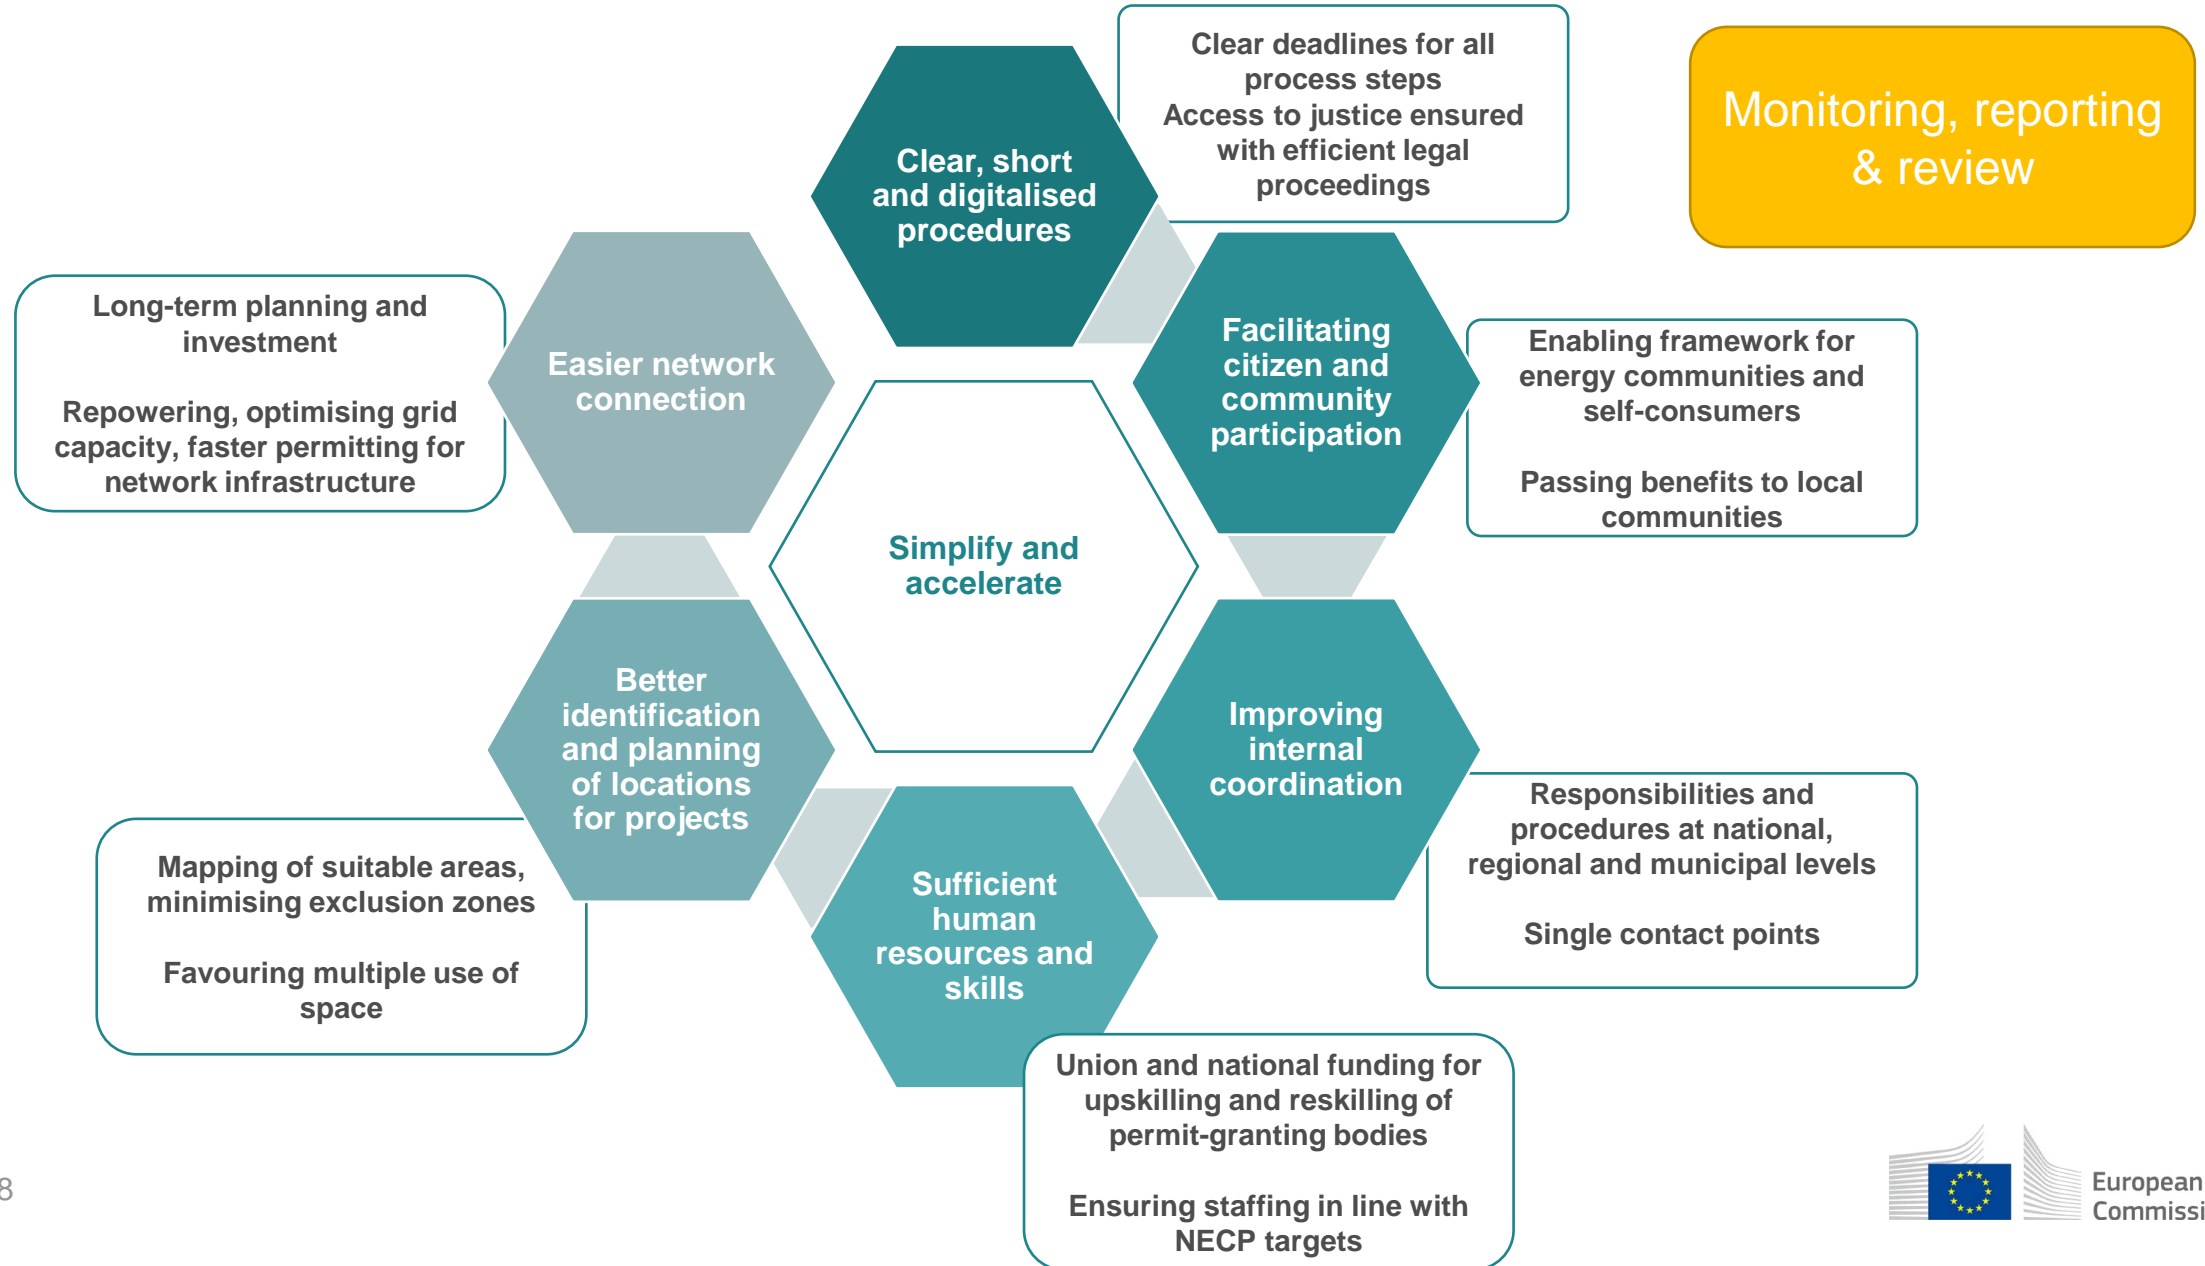 Clear, short
and digitalised
procedures
Clear deadlines for all
process steps
Access to justice ensured
with efficient legal
proceedings
Monitoring, reporting
& review
Facilitating
citizen and
community
participation
Enabling framework for
energy communities and
self-consumers
Passing benefits to local
communities
Improving
internal
coordination
Responsibilities and
procedures at national,
regional and municipal levels
Single contact points
Sufficient
human
resources and
skills
Union and national funding for
upskilling and reskilling of
permit-granting bodies
Ensuring staffing in line with
NECP targets
Better
identification
and planning
of locations
for projects
Mapping of suitable areas,
minimising exclusion zones
Favouring multiple use of
space
Easier network
connection
Long-term planning and
investment
Repowering, optimising grid
capacity, faster permitting for
network infrastructure
Simplify and
accelerate
8
European
Commissi